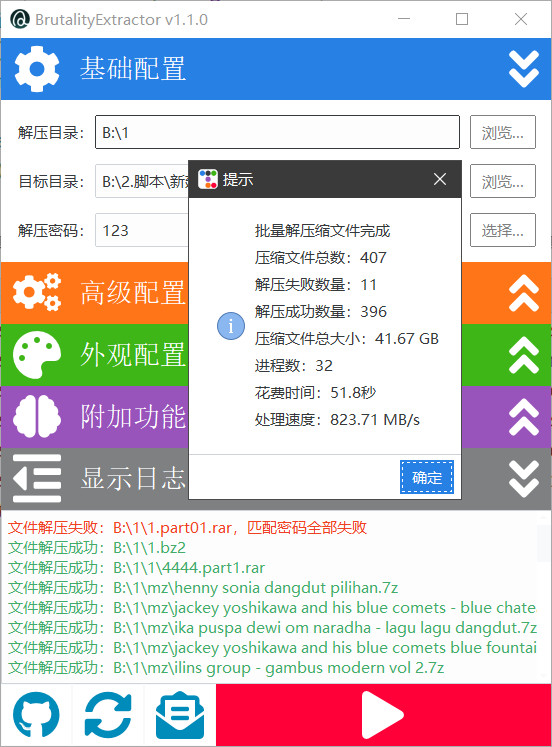 BrutalityExtractor v1.1.0
基础配置
解压目录：
B:\1
浏览...
目标目录：
B:\2.脚本\新
浏览...
解压密码：
123
选择...
提示
批量解压缩文件完成
压缩文件总数：407
解压失败数量：11
解压成功数量：396
压缩文件总大小：41.67 GB
进程数：32
花费时间：51.8秒
处理速度：823.71 MB/s
确定
高级配置
外观配置
附加功能
显示日志
文件解压失败：B:\1\1.part01.rar，匹配密码全部失败
文件解压成功：B:\1\1.bz2
文件解压成功：B:\1\1\4444.part1.rar
文件解压成功：B:\1\mz\henny sonia dangdut pilihan.7z
文件解压成功：B:\1\mz\jackey yoshikawa and his blue comets - blue chate
文件解压成功：B:\1\mz\ika puspa dewi om naradha - lagu lagu dangdut.7z
文件解压成功：B:\1\mz\jackey yoshikawa and his blue comets blue fountai
文件解压成功：B:\1\mz\ilins group - gambus modern vol 2.7z